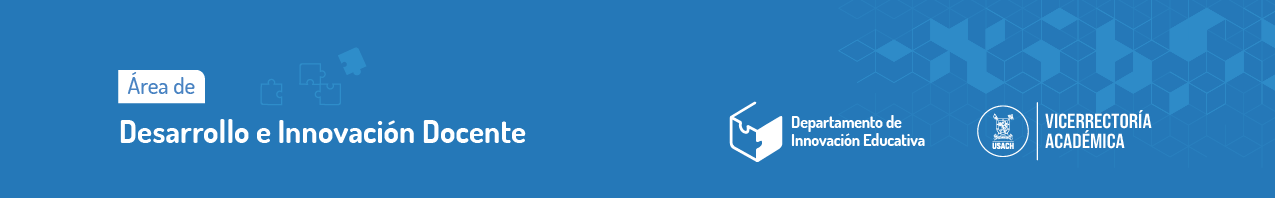 Área de
Desarrollo e Innovación Docente
Departamento de
Innovación Educativa
USACH
VICERRECTORÍA
ACADÉMICA